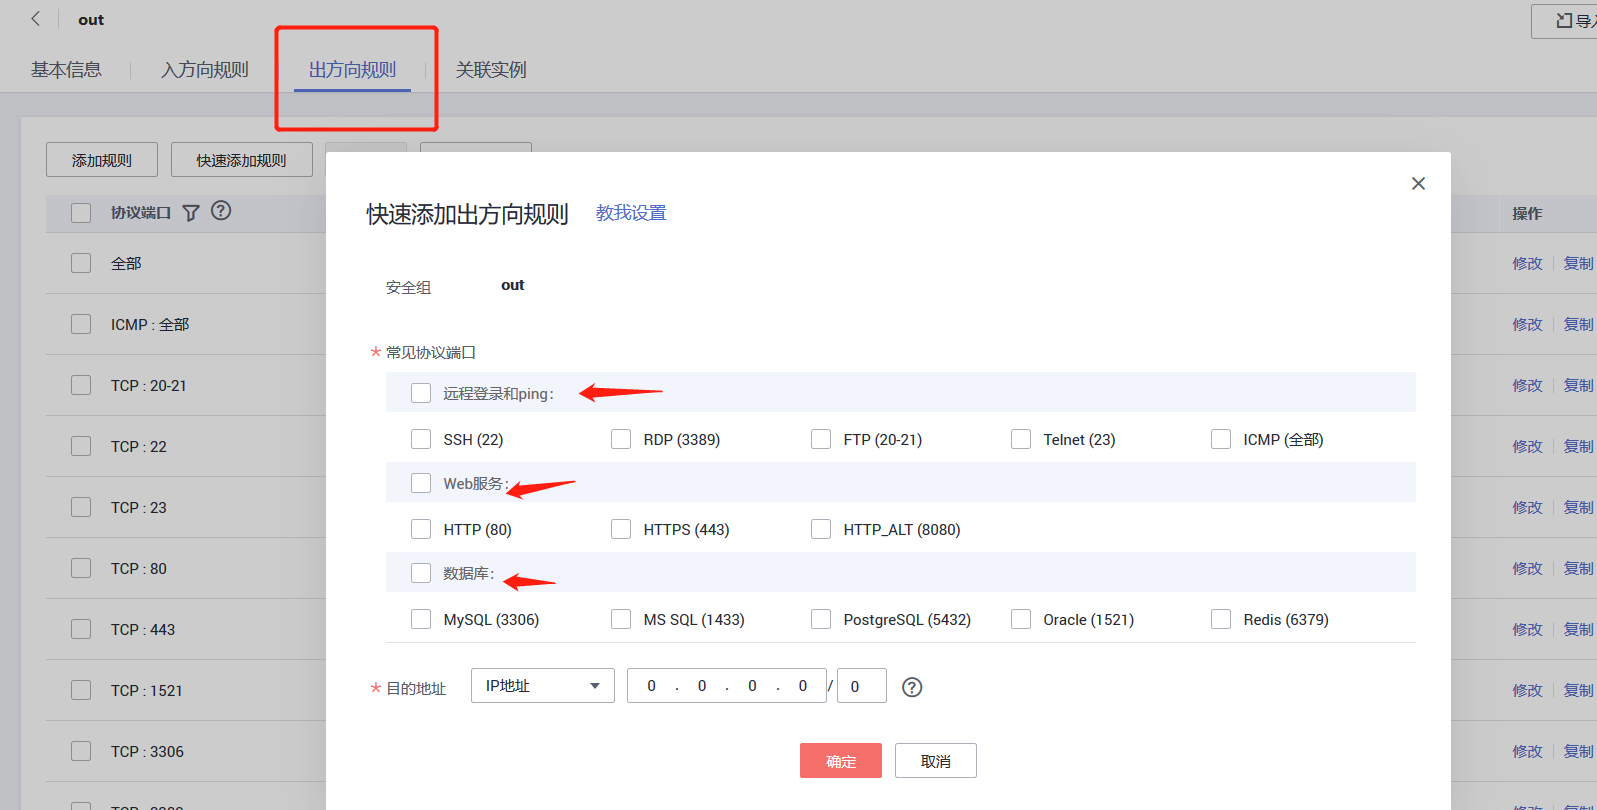 out
导入
基本信息 入方向规则 出方向规则 关联实例
添加规则 快速添加规则
协议端口 操作
全部 修改 复制
ICMP : 全部 修改 复制
TCP : 20-21 修改 复制
TCP : 22 修改 复制
TCP : 23 修改 复制
TCP : 80 修改 复制
TCP : 443 修改 复制
TCP : 1521 修改 复制
TCP : 3306 修改 复制
快速添加出方向规则 教我设置
安全组 out
* 常见协议端口
远程登录和ping：
SSH (22) RDP (3389) FTP (20-21) Telnet (23) ICMP (全部)
Web服务：
HTTP (80) HTTPS (443) HTTP_ALT (8080)
数据库：
MySQL (3306) MS SQL (1433) PostgreSQL (5432) Oracle (1521) Redis (6379)
* 目的地址 IP地址 0 . 0 . 0 . 0 / 0
确定 取消